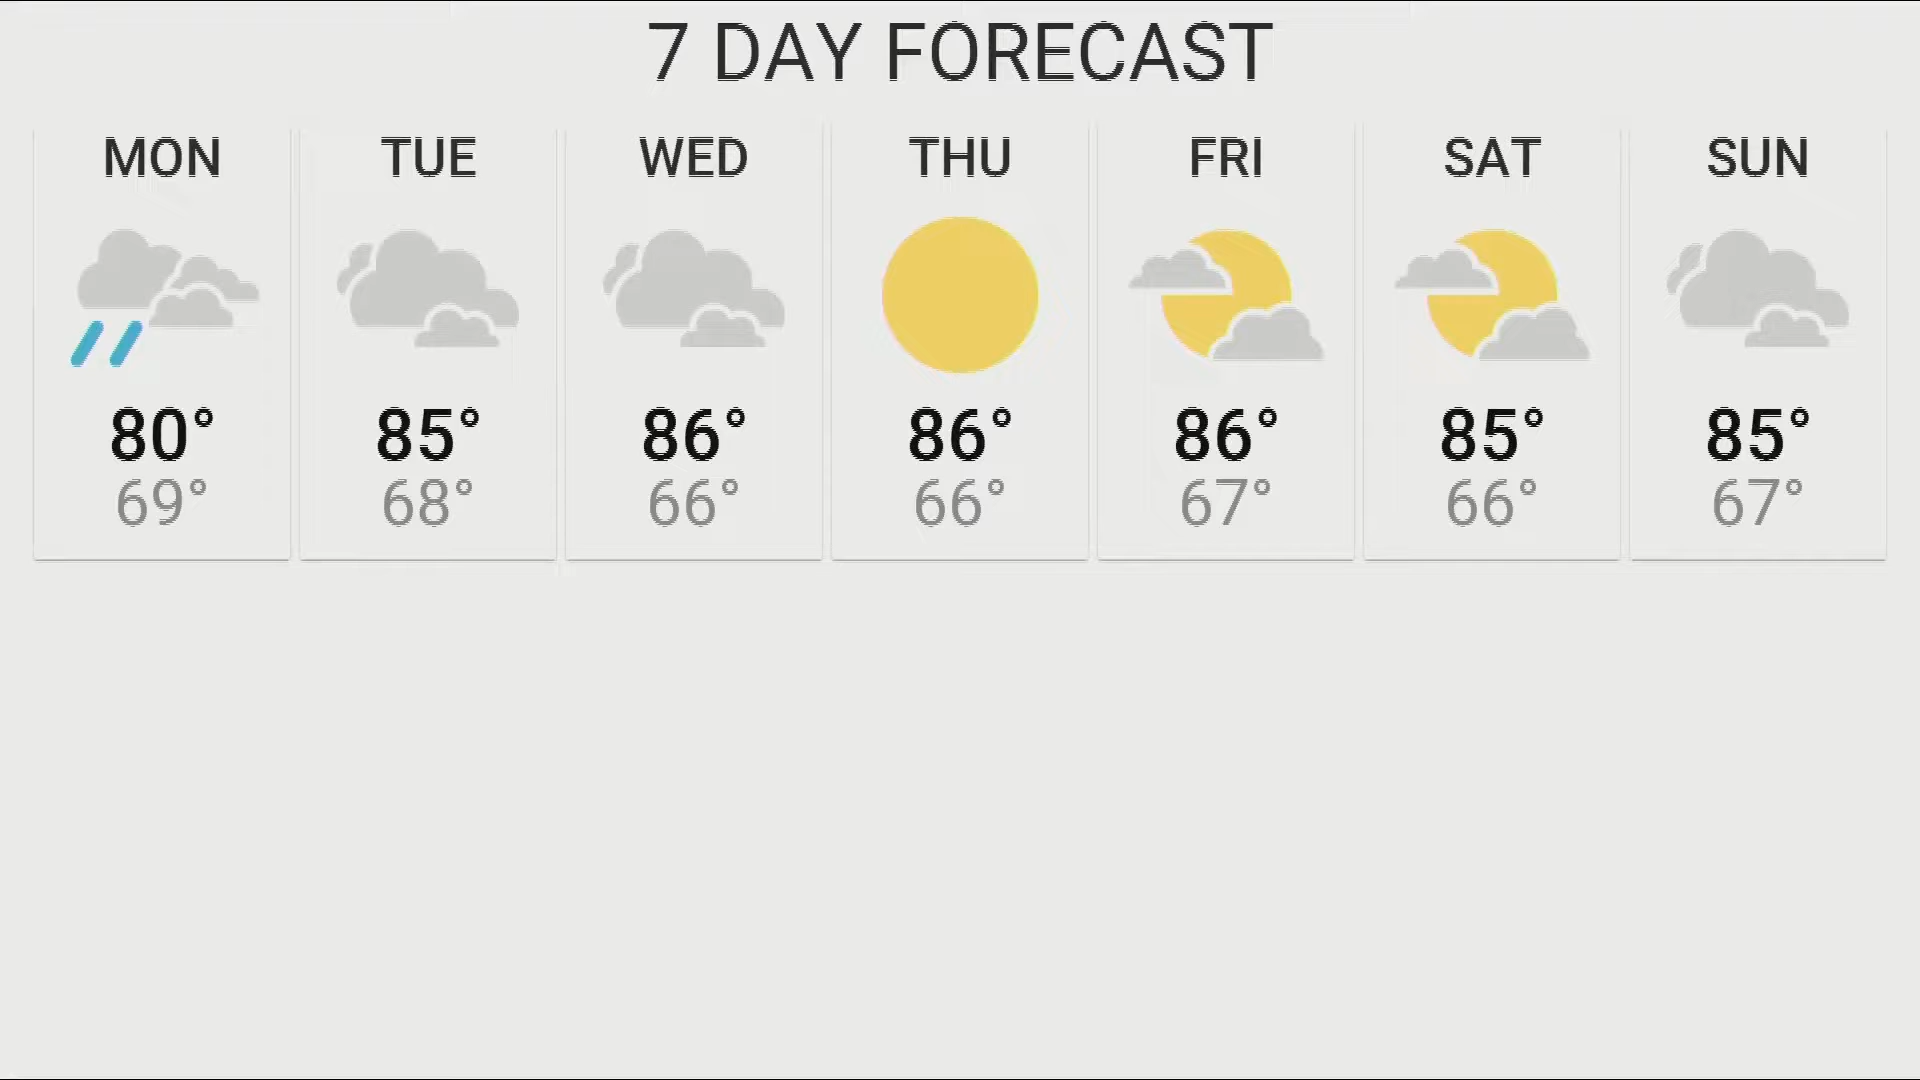 7 DAY FORECAST
MON TUE WED THU FRI SAT SUN
80° 85° 86° 86° 86° 85° 85°
69° 68° 66° 66° 67° 66° 67°